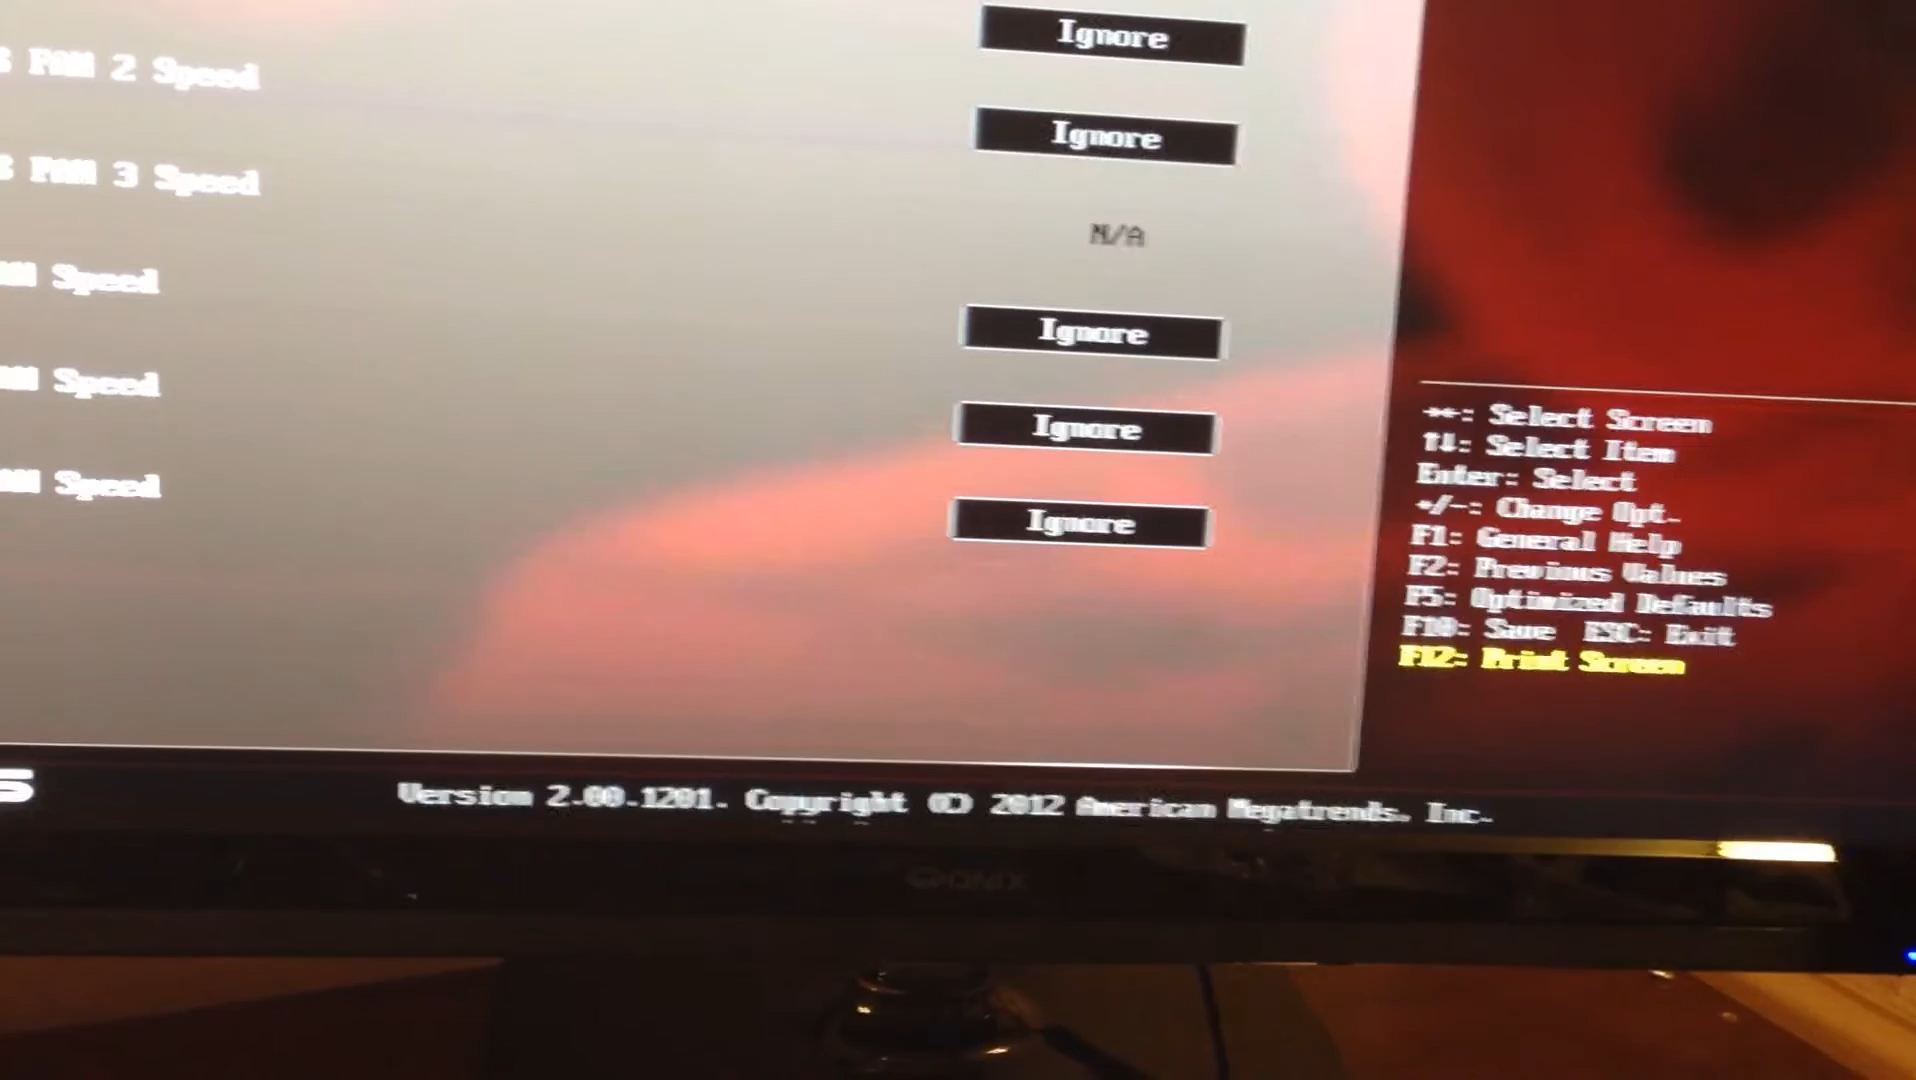 Ignore
FAN 2 Speed
Ignore
FAN 3 Speed
N/A
Speed
Ignore
Speed
Ignore
Speed
Ignore
→←: Select Screen
↑↓: Select Item
Enter: Select
+/-: Change Opt.
F1: General Help
F2: Previous Values
F5: Optimized Defaults
F10: Save ESC: Exit
F12: Print Screen
Version 2.00.1201. Copyright (C) 2012 American Megatrends, Inc.
QNIX